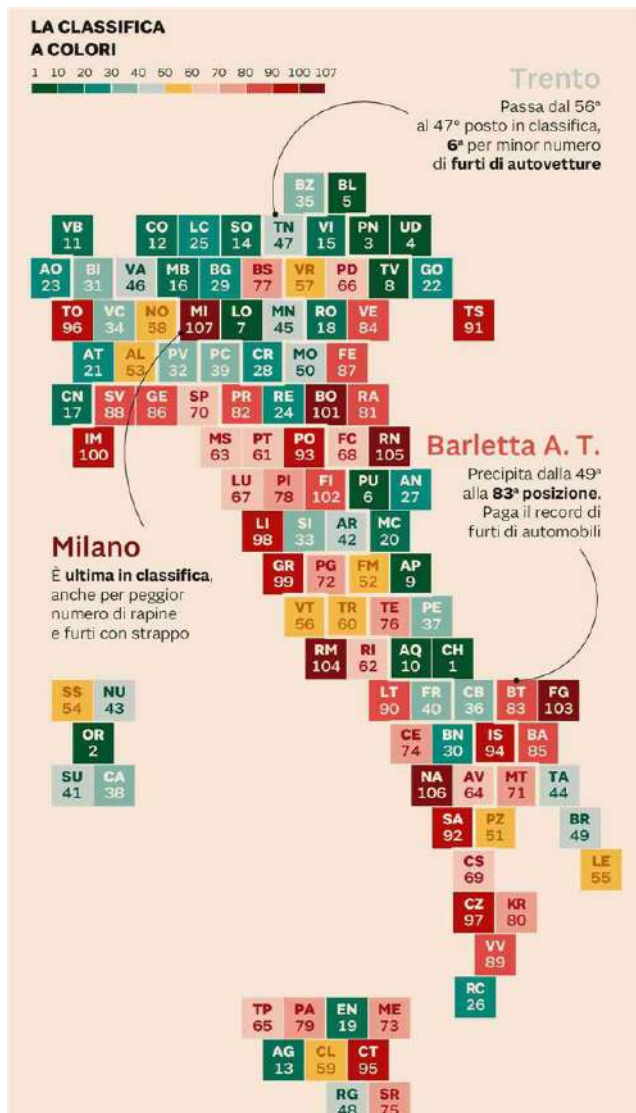 LA CLASSIFICA
A COLORI
1 10 20 30 40 50 60 70 80 90 100 107
Trento
Passa dal 56°
al 47° posto in classifica,
6ª per minor numero
di furti di autovetture
BZ BL
35 5
VB CO LC SO TN VI PN UD
11 12 25 14 47 15 3 4
AO BI VA MB BG BS VR PD TV GO
23 31 46 16 29 77 57 66 8 22
TO VC NO MI LO MN RO VE TS
96 34 58 107 7 45 18 84 91
AT AL PV PC CR MO FE
21 53 32 39 28 50 87
CN SV GE SP PR RE BO RA
17 88 86 70 82 24 101 81
IM MS PT PO FC RN
100 63 61 93 68 105
Barletta A. T.
Precipita dalla 49ª
alla 83ª posizione.
Paga il record di
furti di automobili
LU PI FI PU AN
67 78 102 6 27
LI SI AR MC
98 33 42 20
Milano
È ultima in classifica,
anche per peggior
numero di rapine
e furti con strappo
GR PG FM AP
99 72 52 9
VT TR TE PE
56 60 76 37
RM RI AQ CH
104 62 10 1
SS NU LT FR CB BT FG
54 43 90 40 36 83 103
OR CE BN IS BA
2 74 30 94 85
SU CA NA AV MT TA
41 38 106 64 71 44
SA PZ BR
92 51 49
CS LE
69 55
CZ KR
97 80
VV
89
RC
26
TP PA EN ME
65 79 19 73
AG CL CT
13 59 95
RG SR
48 75